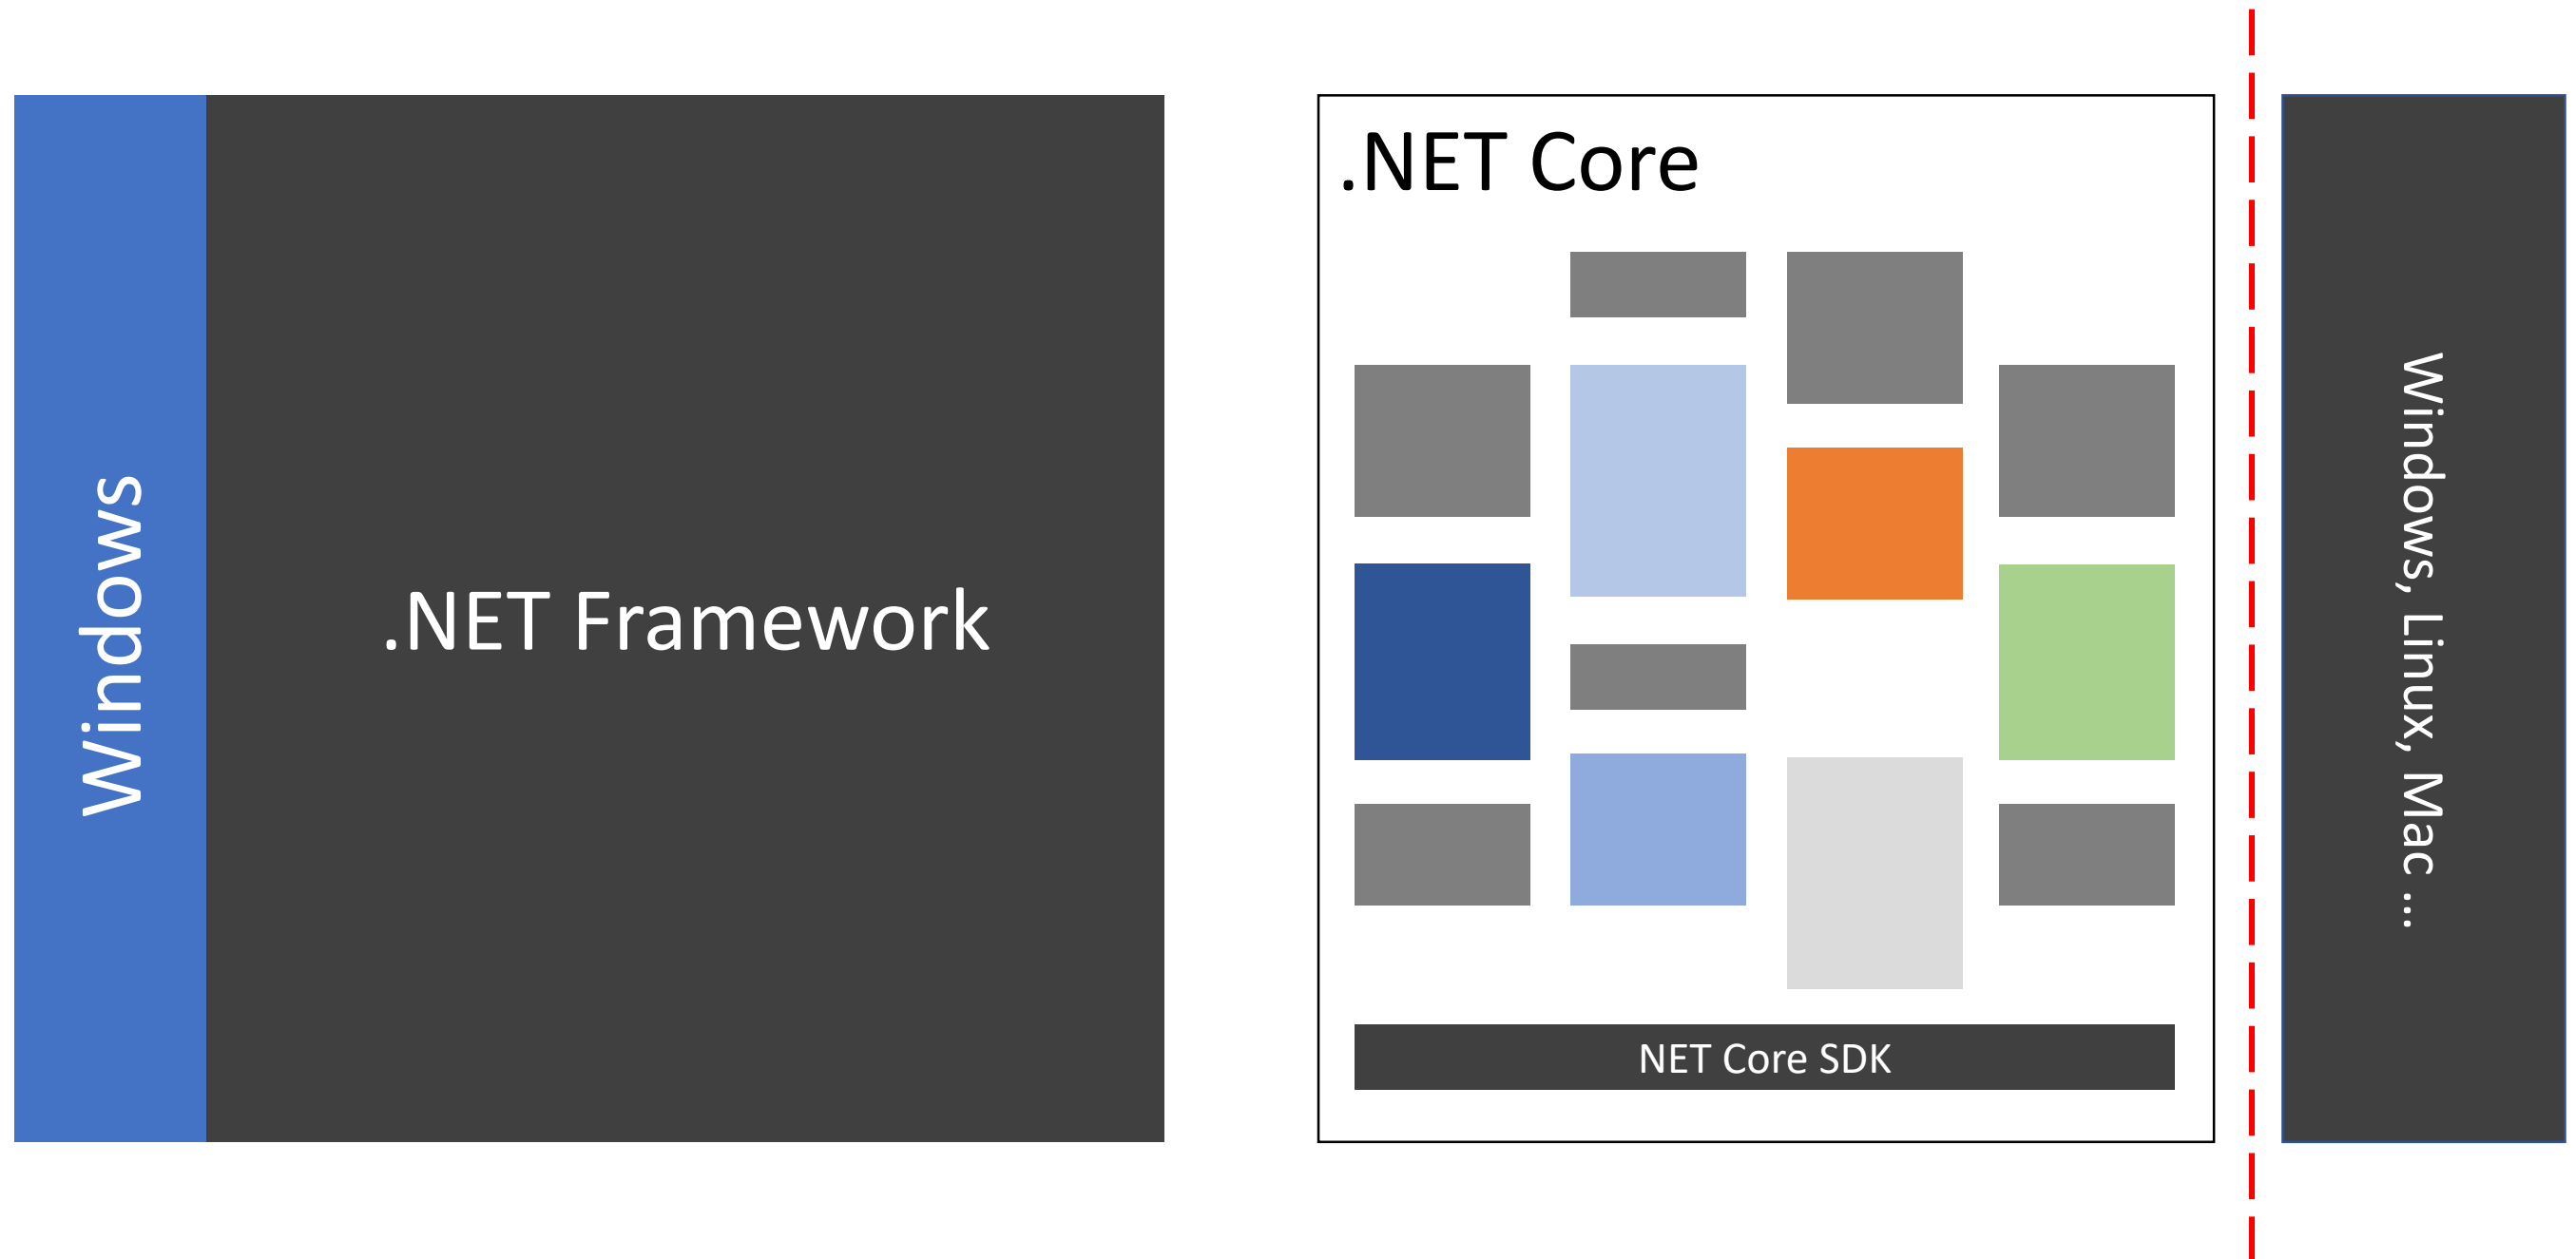 Windows
.NET Framework
.NET Core
NET Core SDK
Windows, Linux, Mac ...